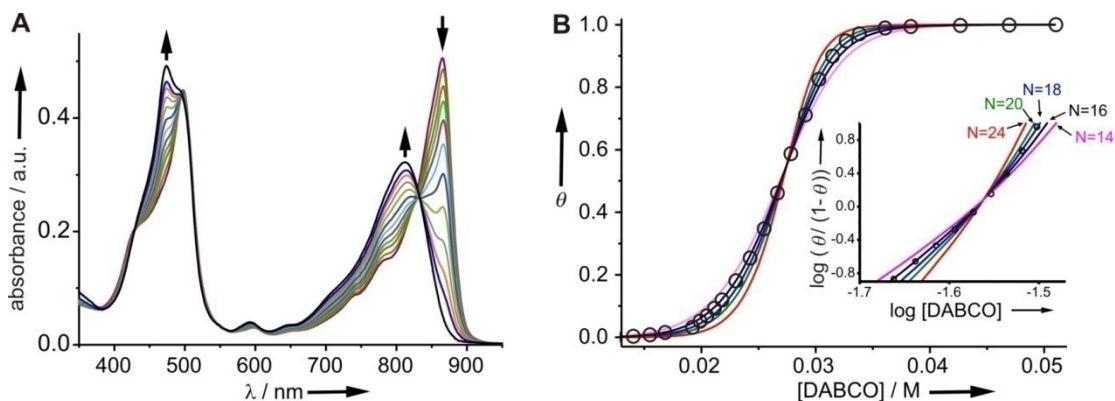 A
absorbance / a.u.
0.4
0.2
0.0
400 500 600 700 800 900
λ / nm
B
θ
1.0
0.8
0.6
0.4
0.2
0.0
0.02 0.03 0.04 0.05
[DABCO] / M
N=20
N=18
N=16
N=24
N=14
log (θ/ (1- θ))
0.8
0.4
0.0
-0.4
-0.8
-1.7 -1.6 -1.5
log [DABCO]